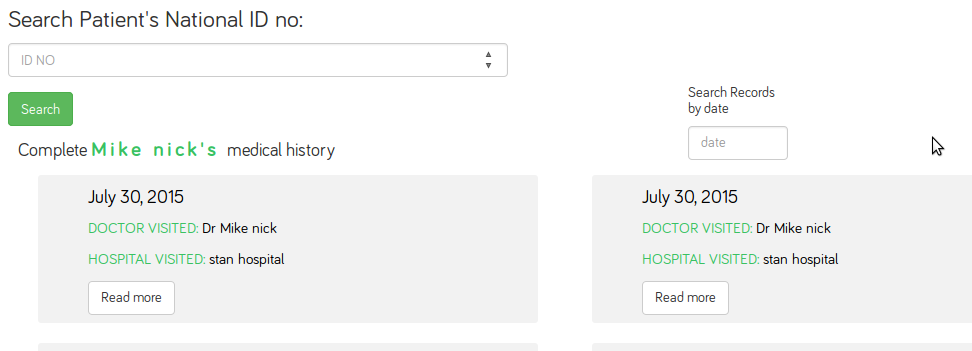 Search Patient's National ID no:
ID NO
Search
Search Records
by date
date
Complete Mike nick's medical history
July 30, 2015
DOCTOR VISITED: Dr Mike nick
HOSPITAL VISITED: stan hospital
Read more
July 30, 2015
DOCTOR VISITED: Dr Mike nick
HOSPITAL VISITED: stan hospital
Read more